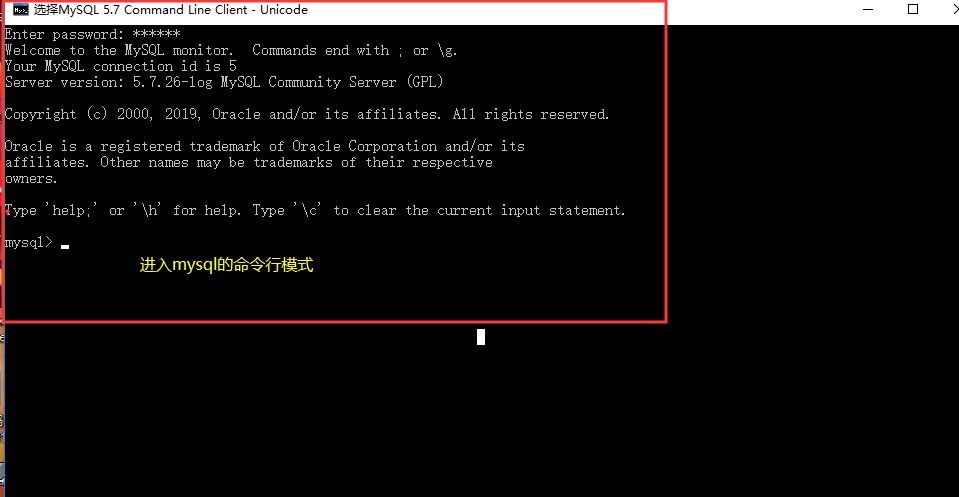 选择MySQL 5.7 Command Line Client - Unicode
Enter password: ******
Welcome to the MySQL monitor.  Commands end with ; or \g.
Your MySQL connection id is 5
Server version: 5.7.26-log MySQL Community Server (GPL)
Copyright (c) 2000, 2019, Oracle and/or its affiliates. All rights reserved.
Oracle is a registered trademark of Oracle Corporation and/or its
affiliates. Other names may be trademarks of their respective
owners.
Type 'help;' or '\h' for help. Type '\c' to clear the current input statement.
mysql>
进入mysql的命令行模式